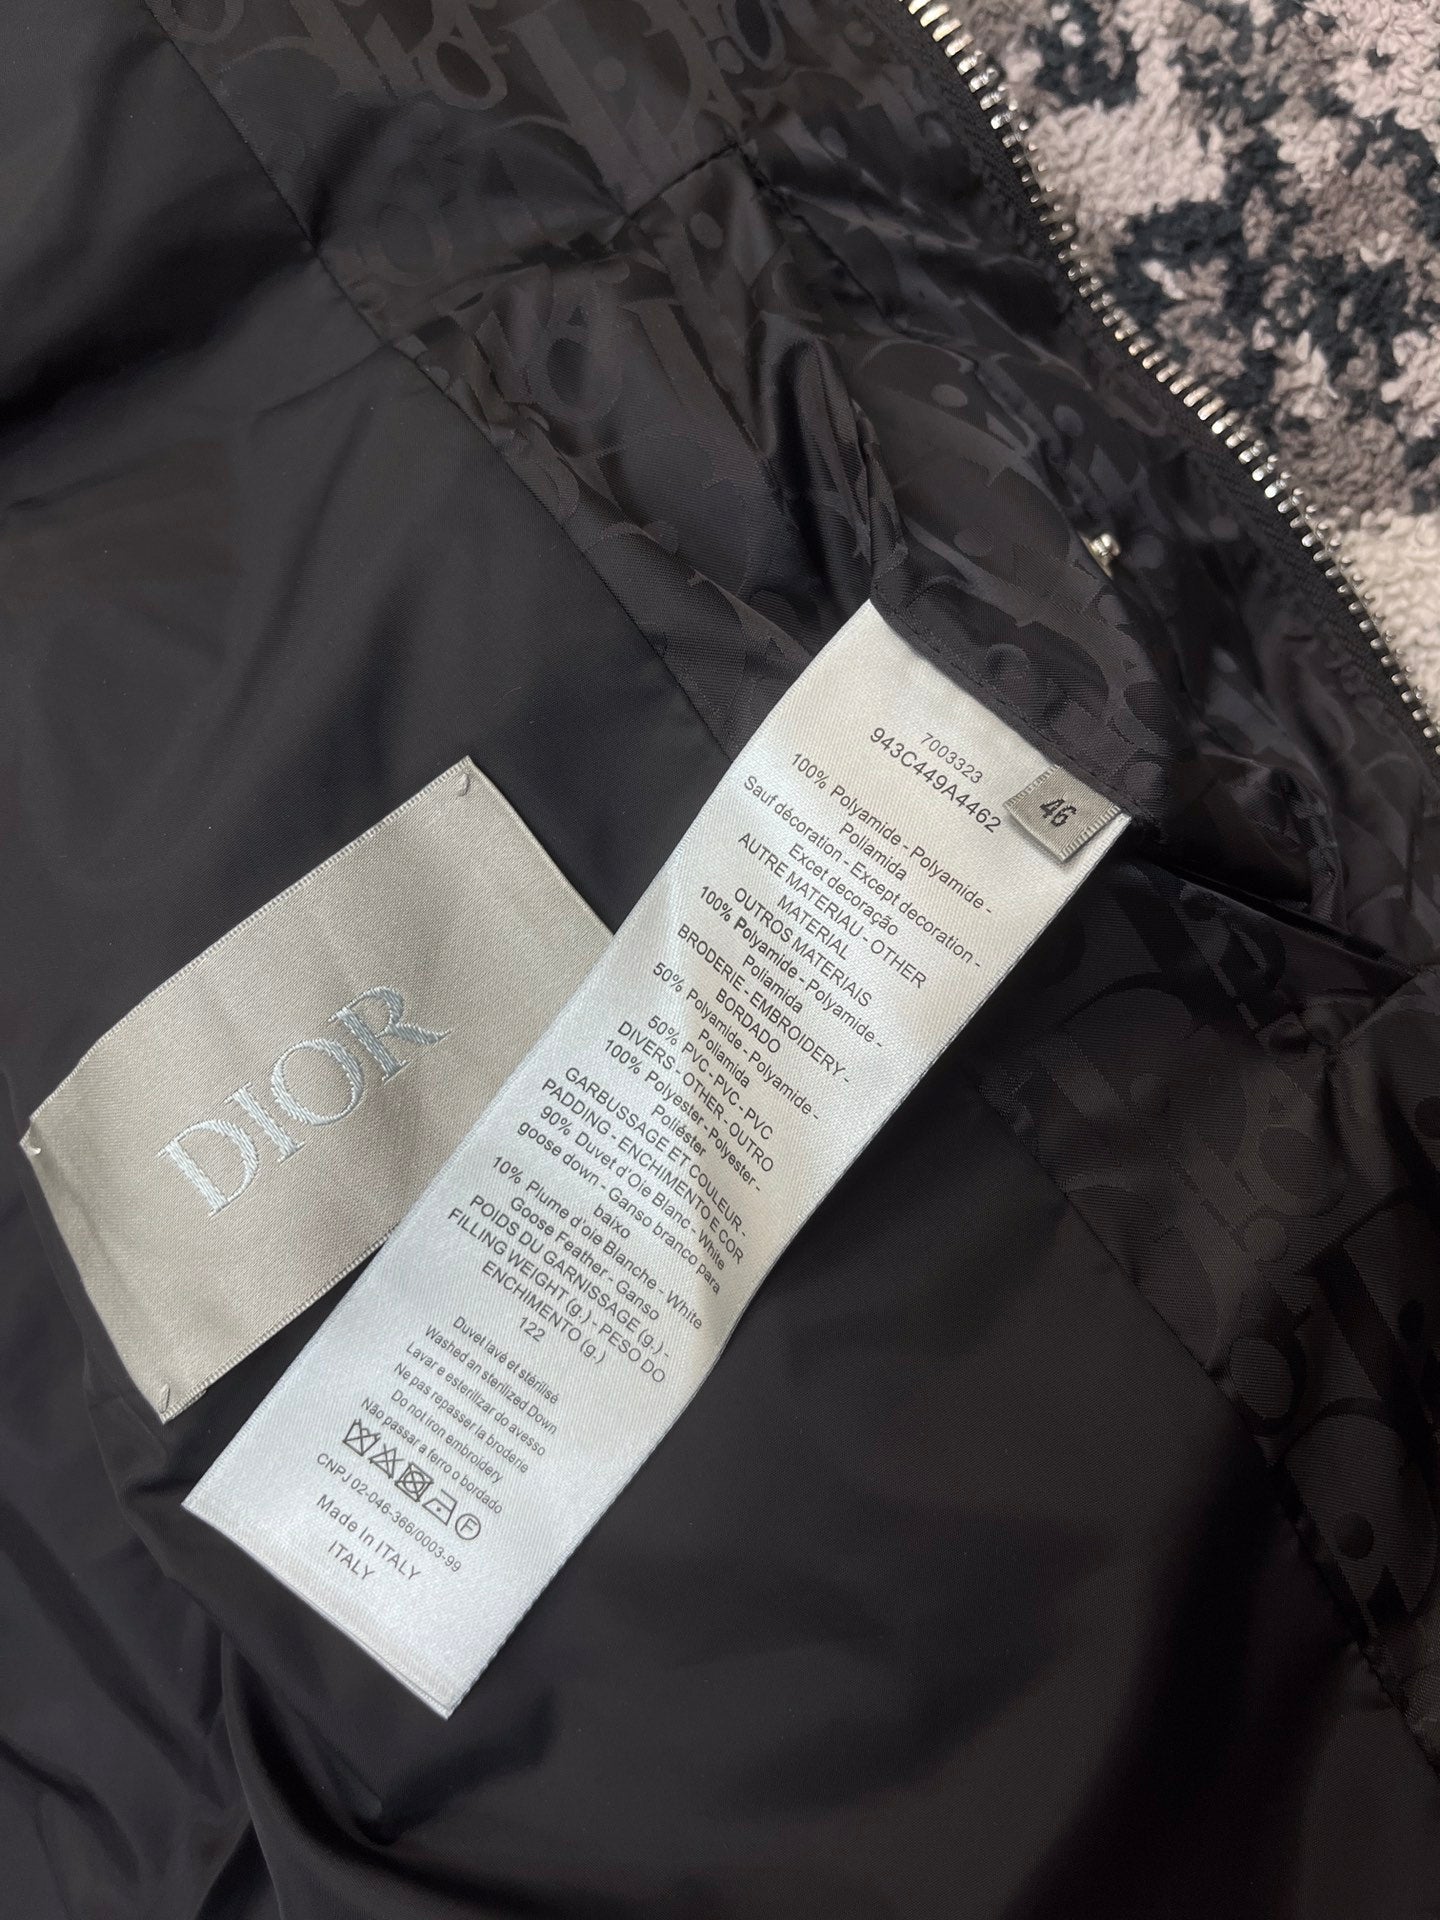 DIOR
46
7003323
943C449A4462
100% Polyamide - Polyamide -
Poliamida
Sauf décoration - Except decoration -
Excet decoração
AUTRE MATERIAU - OTHER
MATERIAL
OUTROS MATERIAIS
100% Polyamide - Polyamide -
Poliamida
BRODERIE - EMBROIDERY -
BORDADO
50% Polyamide - Polyamide -
Poliamida
50% PVC - PVC - PVC
DIVERS - OTHER - OUTRO
100% Polyester - Polyester -
Poliéster
GARBUSSAGE ET COULEUR -
PADDING - ENCHIMENTO E COR
90% Duvet d'Oie Blanc - White
goose down - Ganso branco para
baixo
10% Plume d'oie Blanche - White
Goose Feather - Ganso
POIDS DU GARNISSAGE (g.) -
FILLING WEIGHT (g.) - PESO DO
ENCHIMENTO (g.)
122
Duvet lavé et stérilisé
Washed an sterilized Down
Lavar e esterilzar do avesso
Ne pas repasser la broderie
Do not iron embroidery
Não passar a ferro o bordado
F
CNPJ 02-046-366/0003-99
Made In ITALY
ITALY